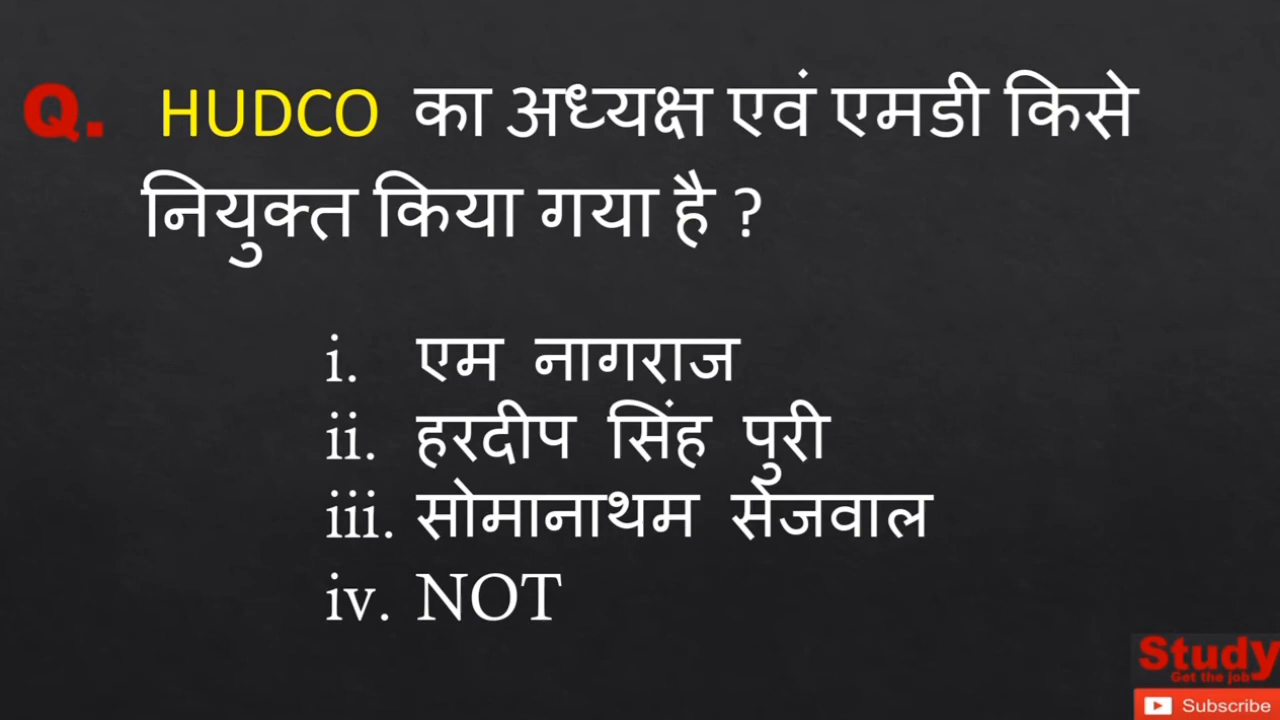 Q. HUDCO का अध्यक्ष एवं एमडी किसे
नियुक्त किया गया है ?
i. एम नागराज
ii. हरदीप सिंह पुरी
iii. सोमानाथम सेजवाल
iv. NOT
Study
Get the job
Subscribe